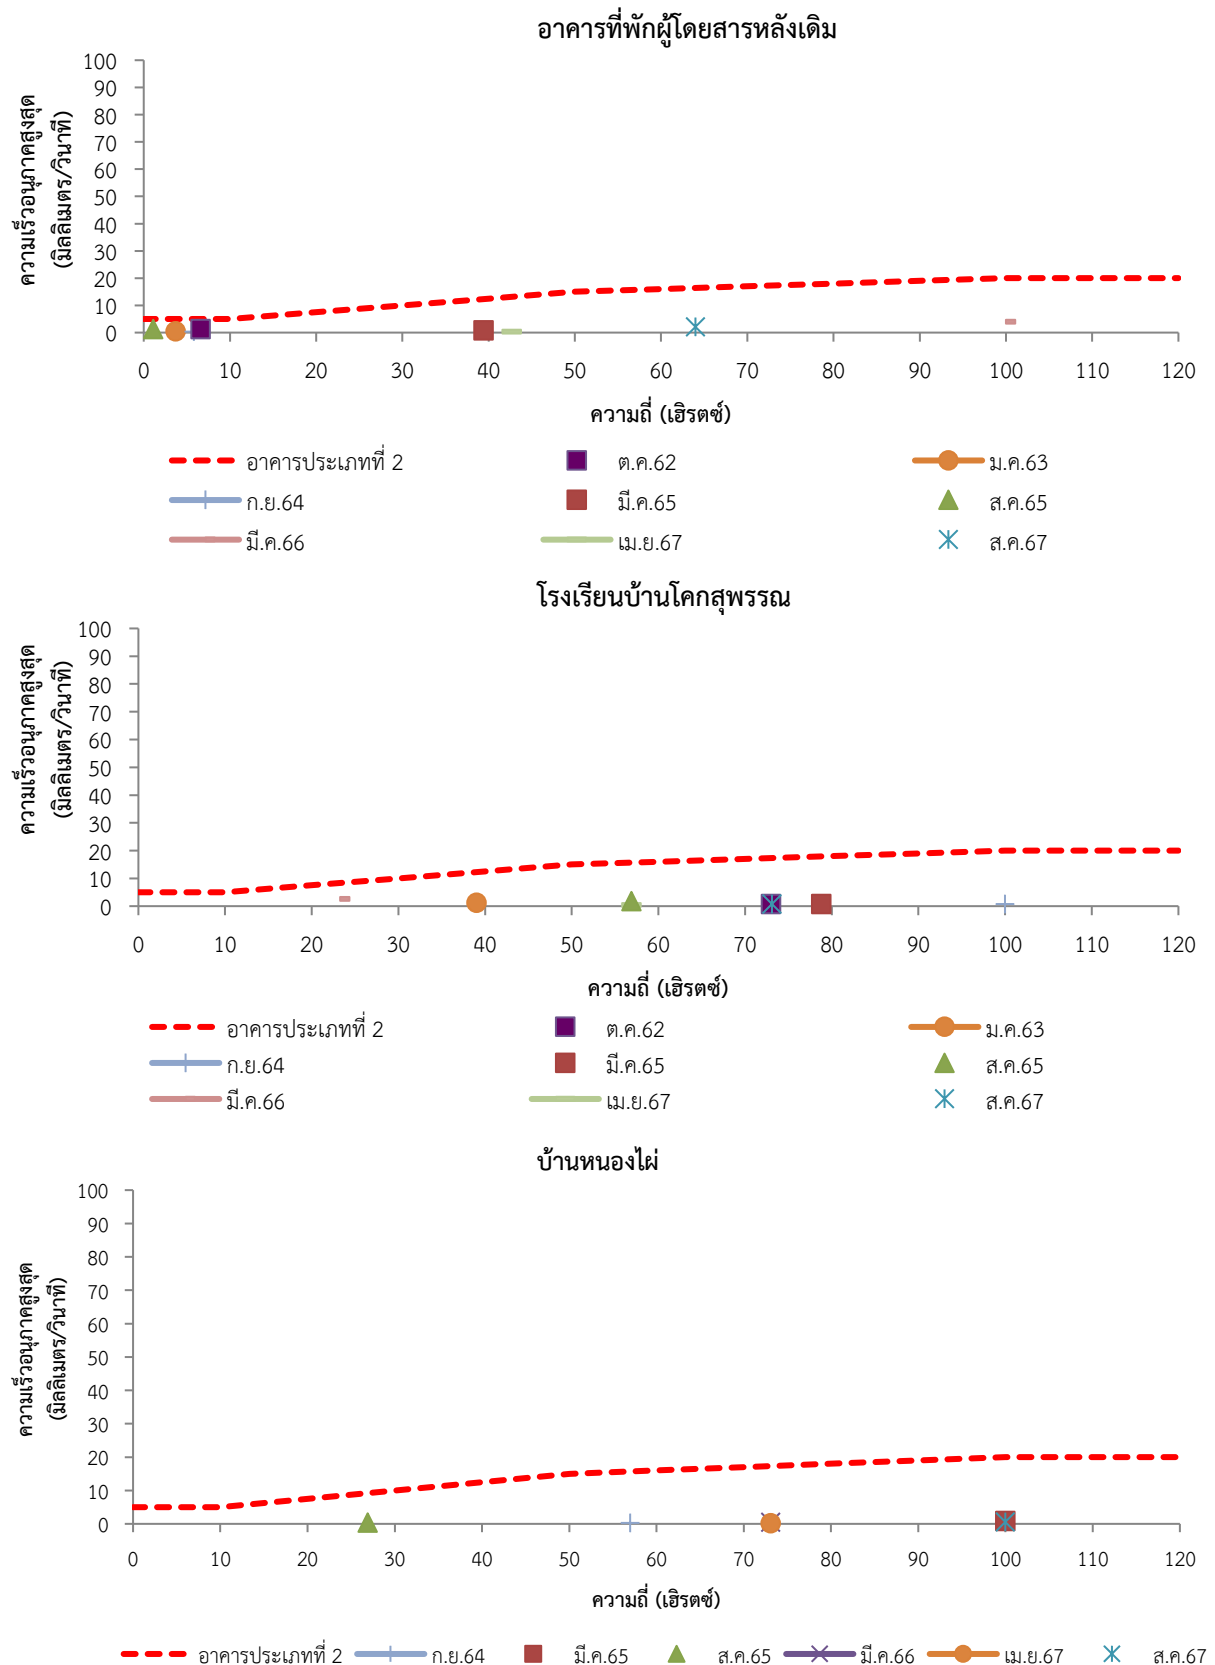 อาคารที่พักผู้โดยสารหลังเดิม
ความเร็วอนุภาคสูงสุด
(มิลลิเมตร/วินาที)
100
90
80
70
60
50
40
30
20
10
0
0 10 20 30 40 50 60 70 80 90 100 110 120
ความถี่ (เฮิรตซ์)
อาคารประเภทที่ 2 ต.ค.62 ม.ค.63
ก.ย.64 มี.ค.65 ส.ค.65
มี.ค.66 เม.ย.67 ส.ค.67
โรงเรียนบ้านโคกสุพรรณ
ความเร็วอนุภาคสูงสุด
(มิลลิเมตร/วินาที)
100
90
80
70
60
50
40
30
20
10
0
0 10 20 30 40 50 60 70 80 90 100 110 120
ความถี่ (เฮิรตซ์)
อาคารประเภทที่ 2 ต.ค.62 ม.ค.63
ก.ย.64 มี.ค.65 ส.ค.65
มี.ค.66 เม.ย.67 ส.ค.67
บ้านหนองไผ่
ความเร็วอนุภาคสูงสุด
(มิลลิเมตร/วินาที)
100
90
80
70
60
50
40
30
20
10
0
0 10 20 30 40 50 60 70 80 90 100 110 120
ความถี่ (เฮิรตซ์)
อาคารประเภทที่ 2 ก.ย.64 มี.ค.65 ส.ค.65 มี.ค.66 เม.ย.67 ส.ค.67